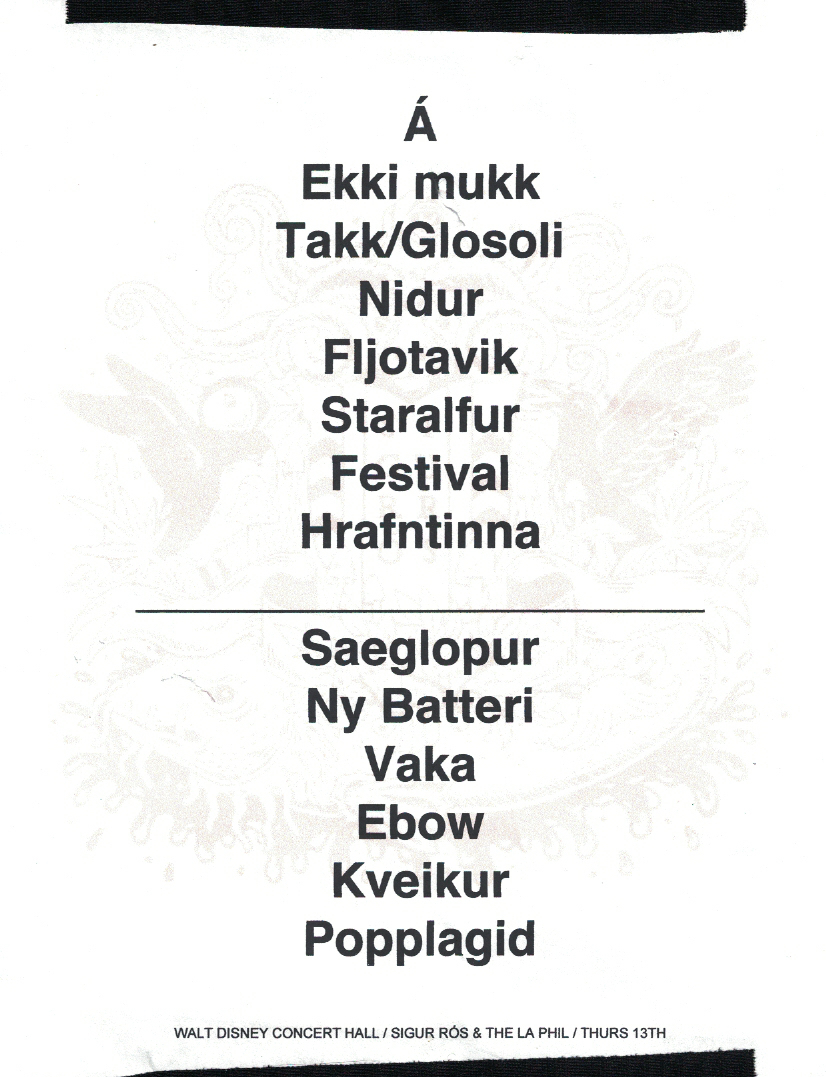 Á
Ekki mukk
Takk/Glosoli
Nidur
Fljotavik
Staralfur
Festival
Hrafntinna
Saeglopur
Ny Batteri
Vaka
Ebow
Kveikur
Popplagid
WALT DISNEY CONCERT HALL / SIGUR RÓS & THE LA PHIL / THURS 13TH